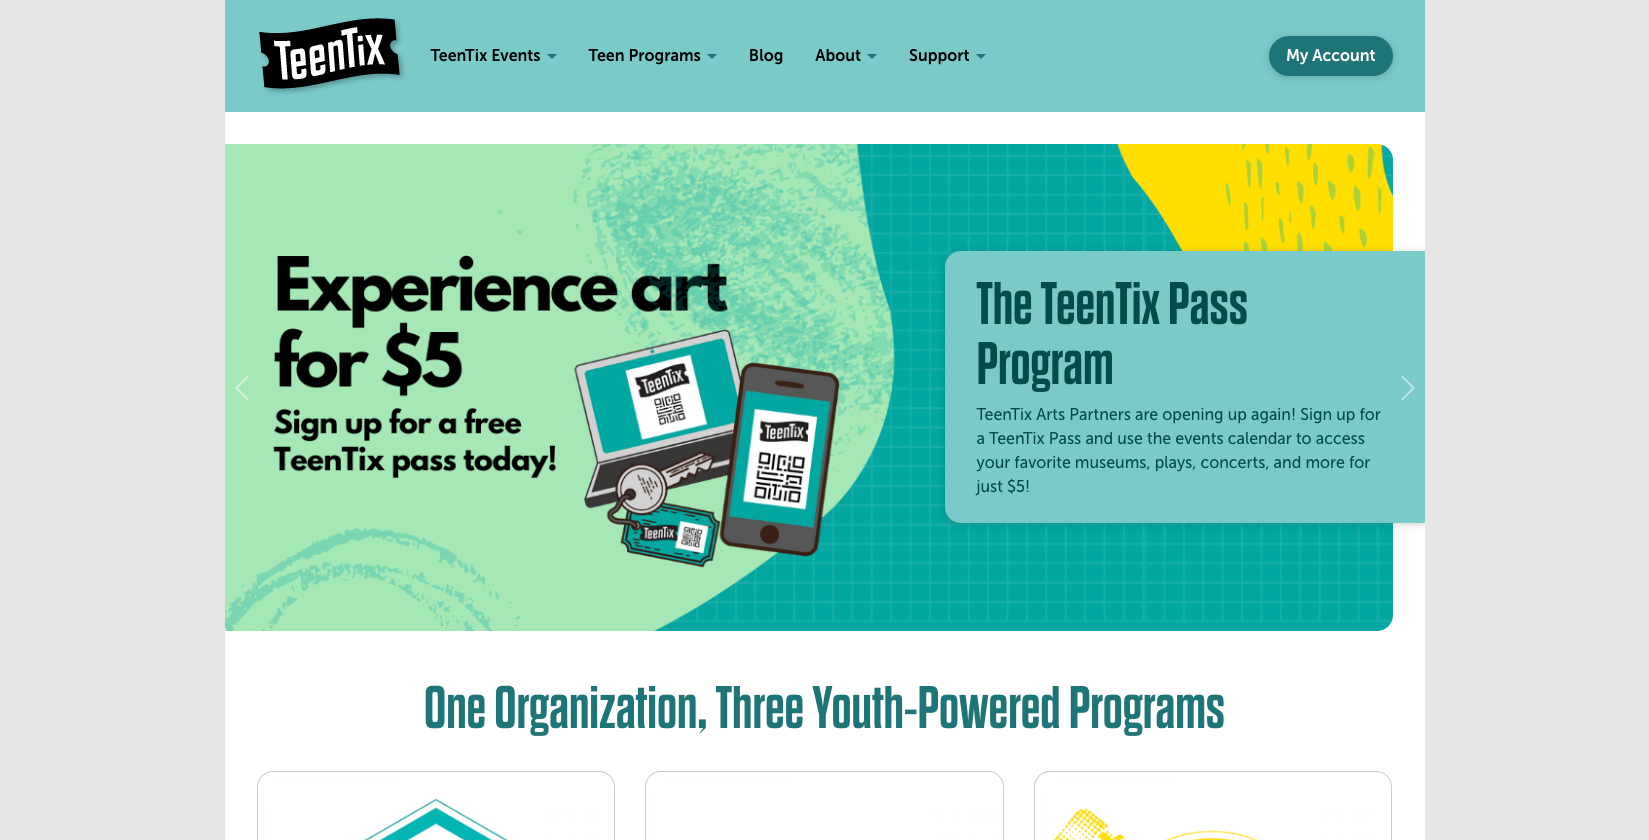 TeenTix
TeenTix Events
Teen Programs
Blog
About
Support
My Account
Experience art
for $5
Sign up for a free
TeenTix pass today!
TeenTix
TeenTix
TeenTix
The TeenTix Pass
Program
TeenTix Arts Partners are opening up again! Sign up for
a TeenTix Pass and use the events calendar to access
your favorite museums, plays, concerts, and more for
just $5!
One Organization, Three Youth-Powered Programs